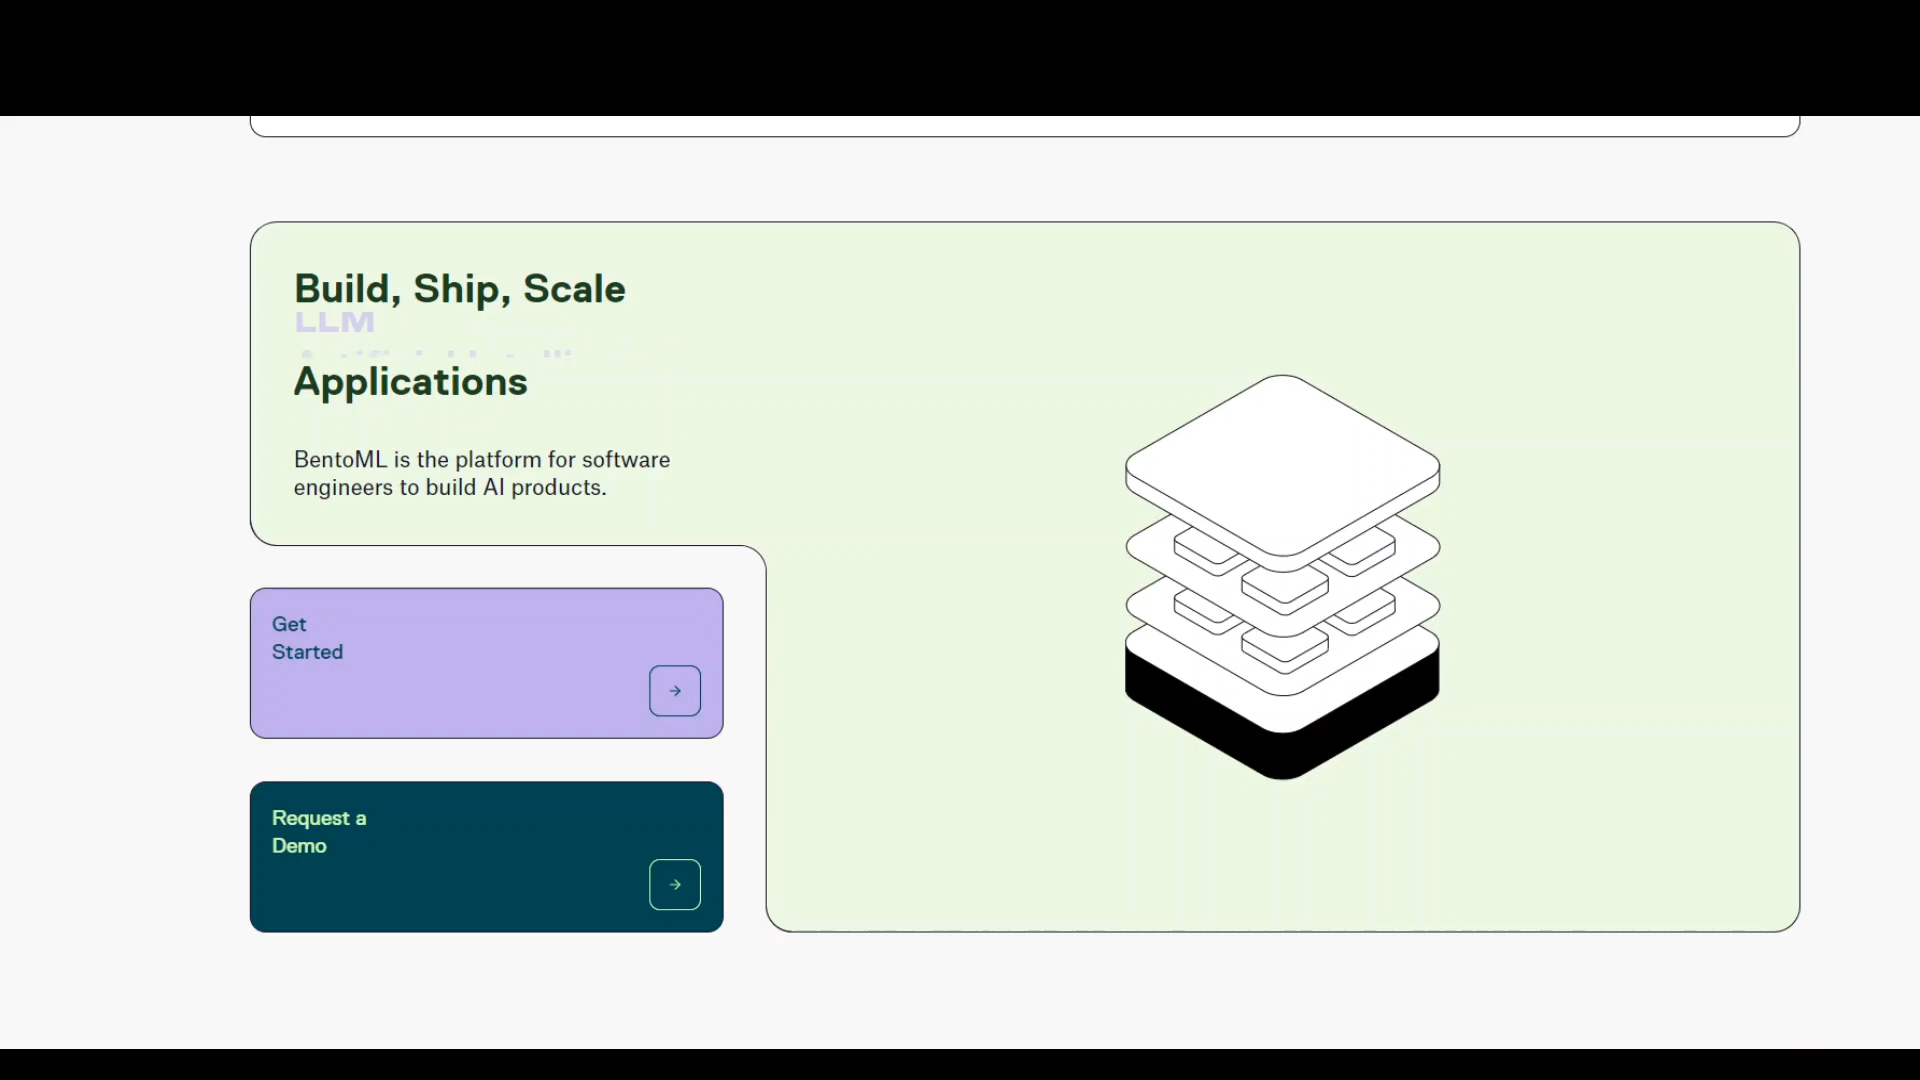 Build, Ship, Scale
LLM
Applications
BentoML is the platform for software
engineers to build AI products.
Get
Started
Request a
Demo